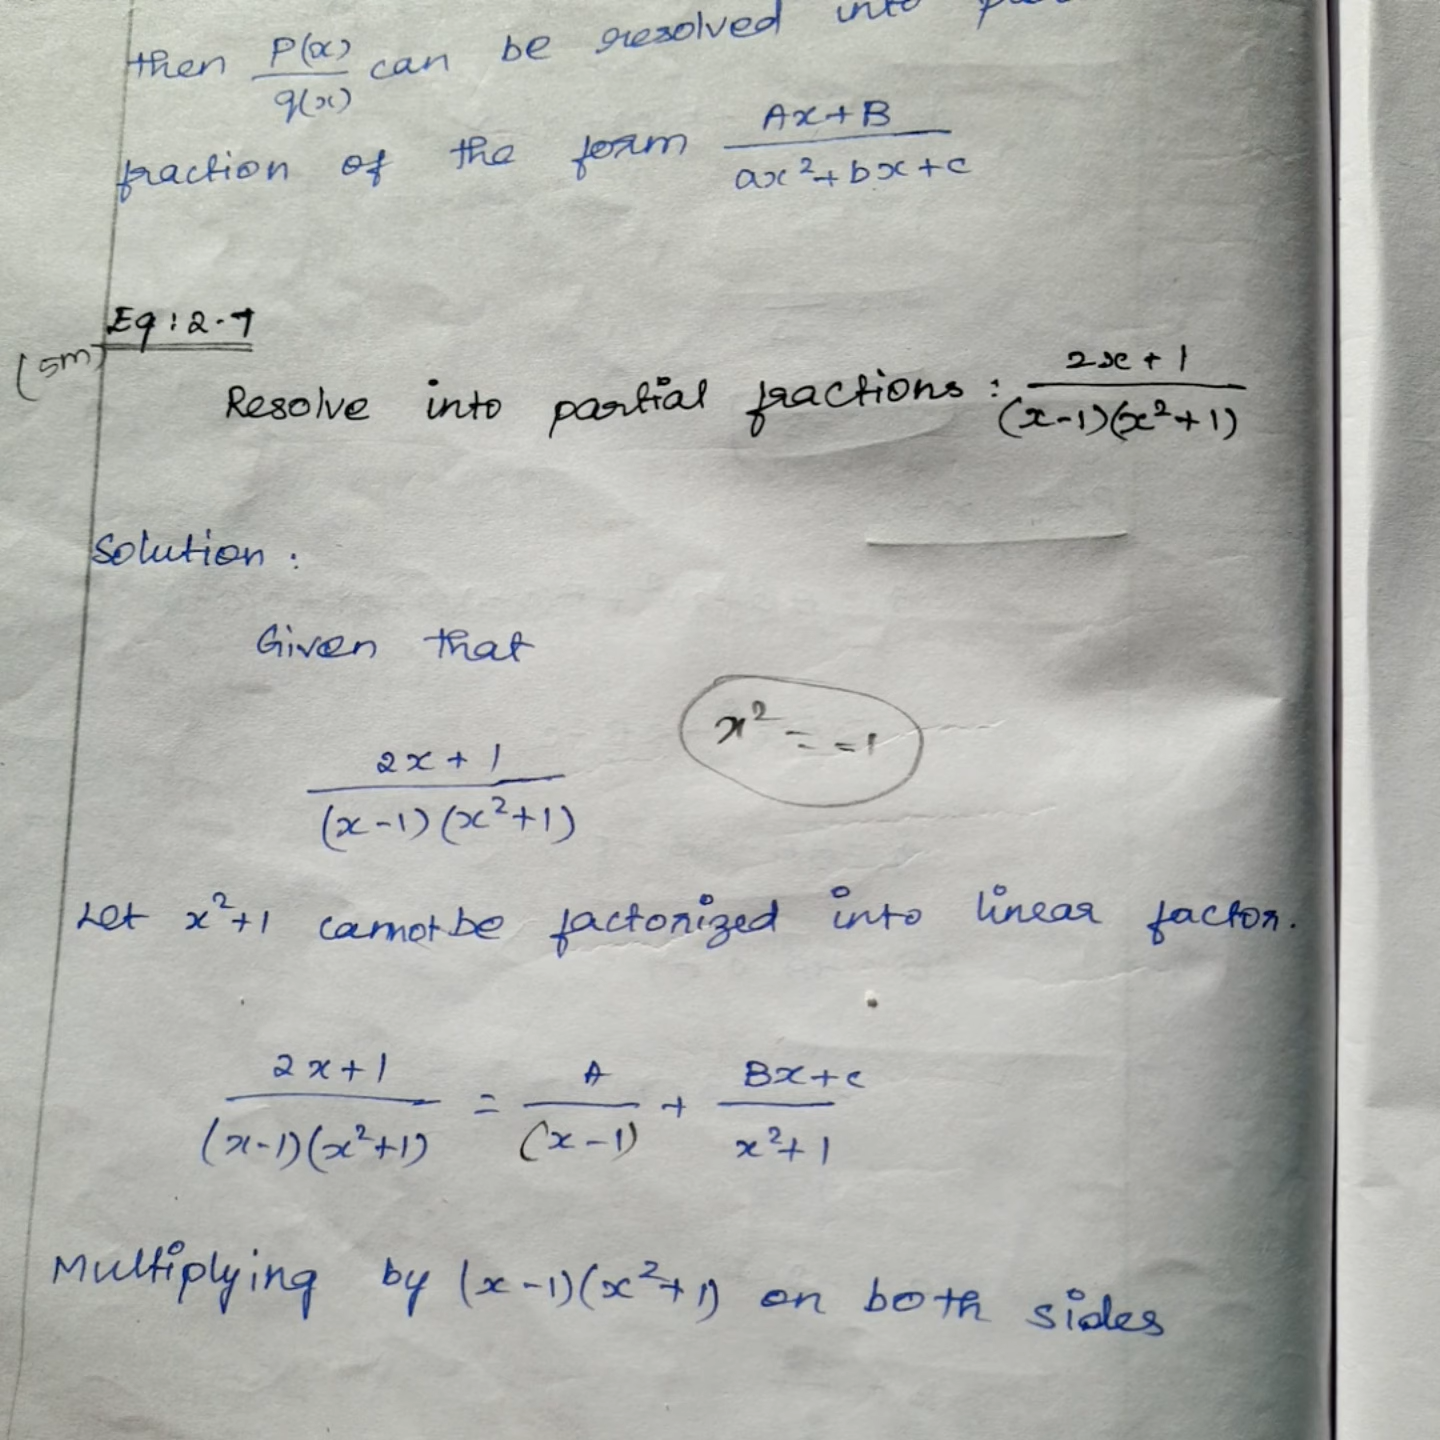 then P(x)/q(x) can be resolved into
fraction of the form Ax+B/ax²+bx+c
Eg:2.7
(5m)
Resolve into partial fractions : 2x+1/(x-1)(x²+1)
Solution :
Given that
x² = -1
2x+1/(x-1)(x²+1)
Let x²+1 cannot be factorized into linear factor.
2x+1/(x-1)(x²+1) = A/(x-1) + Bx+c/x²+1
Multiplying by (x-1)(x²+1) on both sides